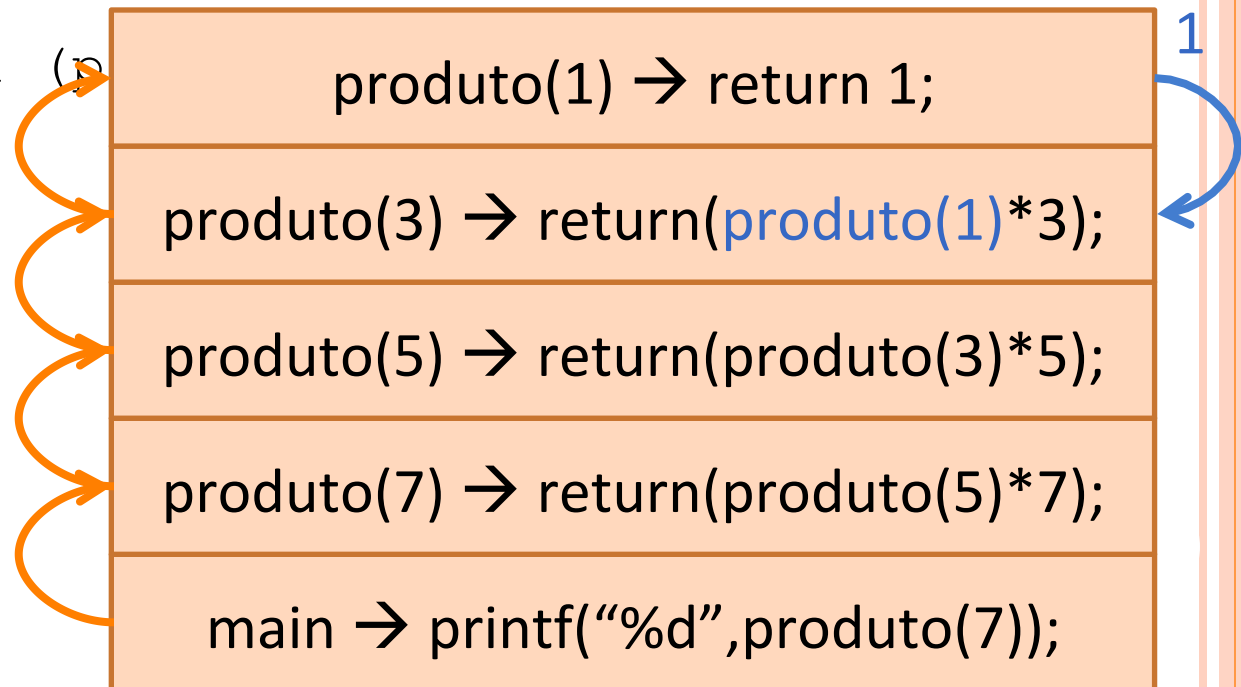 1
(p
produto(1) → return 1;
produto(3) → return(produto(1)*3);
produto(5) → return(produto(3)*5);
produto(7) → return(produto(5)*7);
main → printf(“%d”,produto(7));